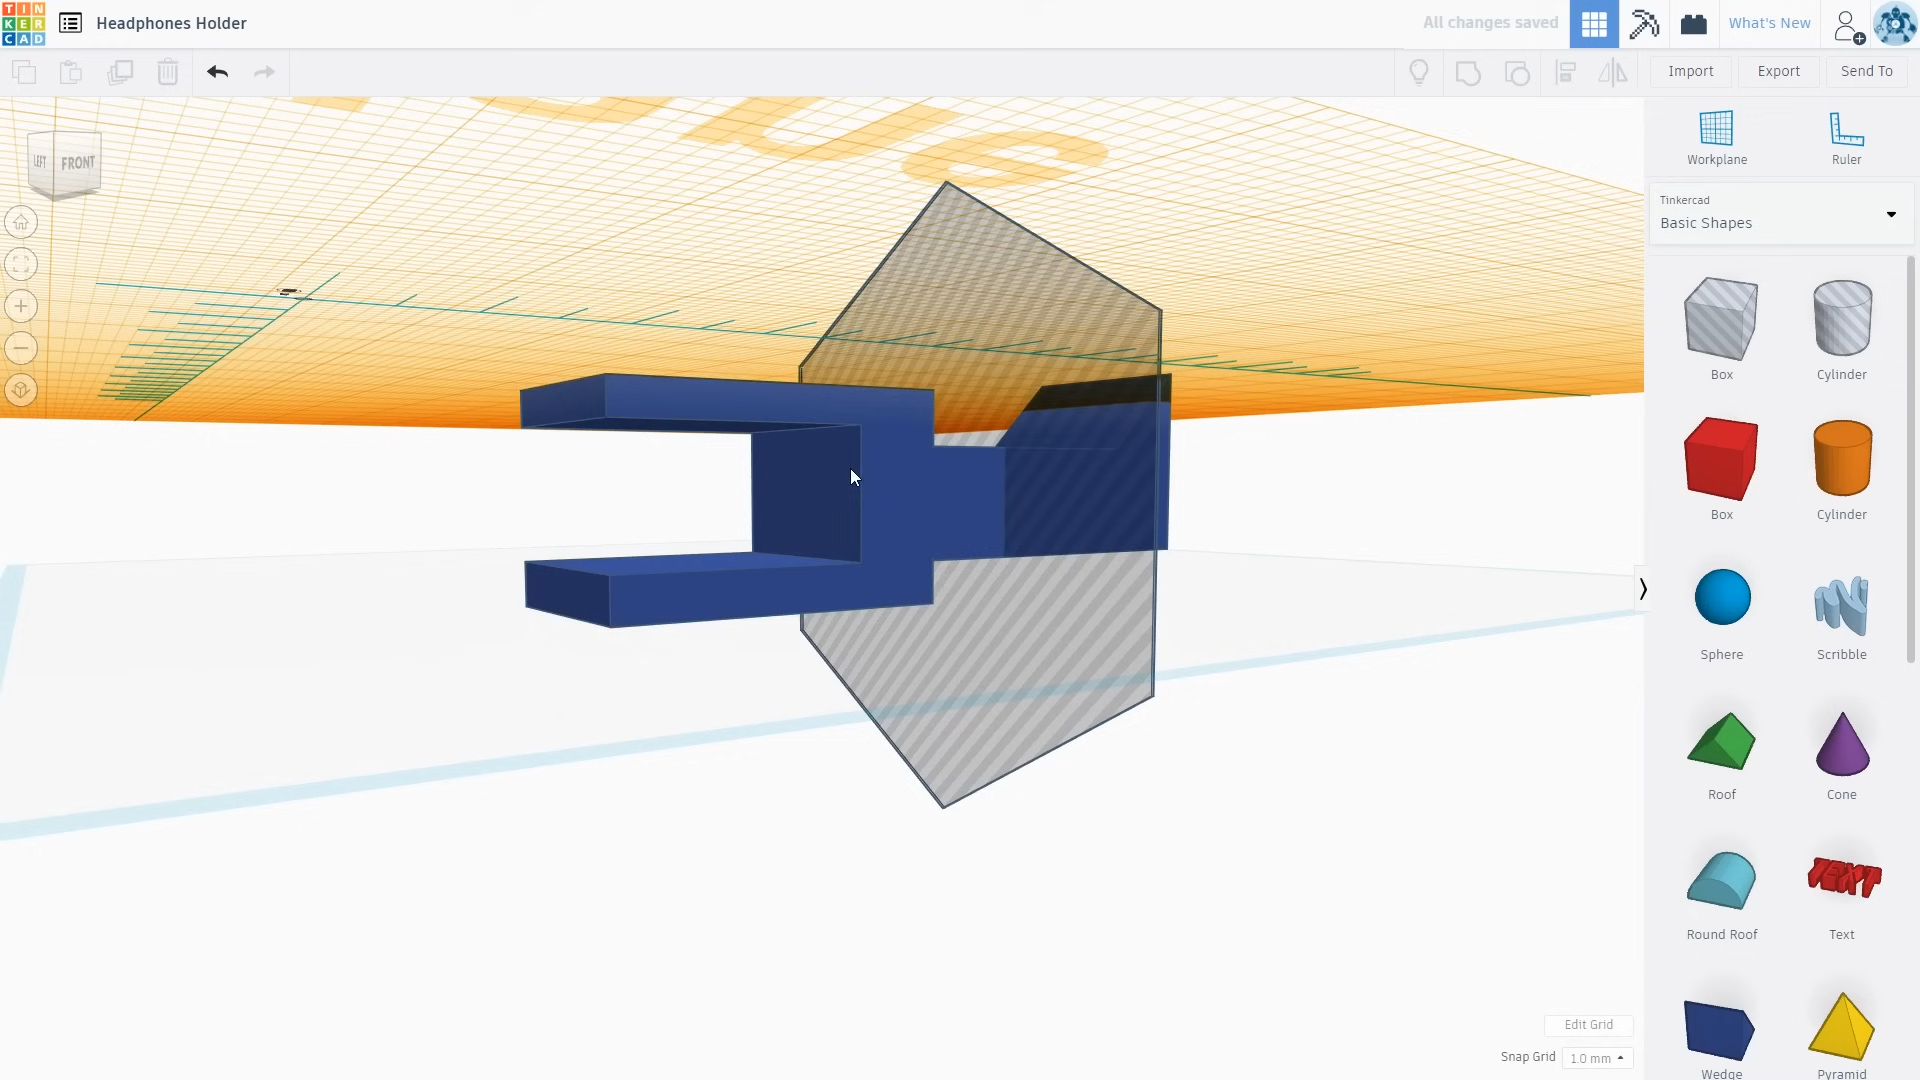 TIN
KER
CAD
Headphones Holder
All changes saved
What's New
Import
Export
Send To
LEFT
FRONT
Workplane
Ruler
Tinkercad
Basic Shapes
Box
Cylinder
Box
Cylinder
Sphere
Scribble
Roof
Cone
Round Roof
TEXT
Text
Wedge
Pyramid
Edit Grid
Snap Grid
1.0 mm